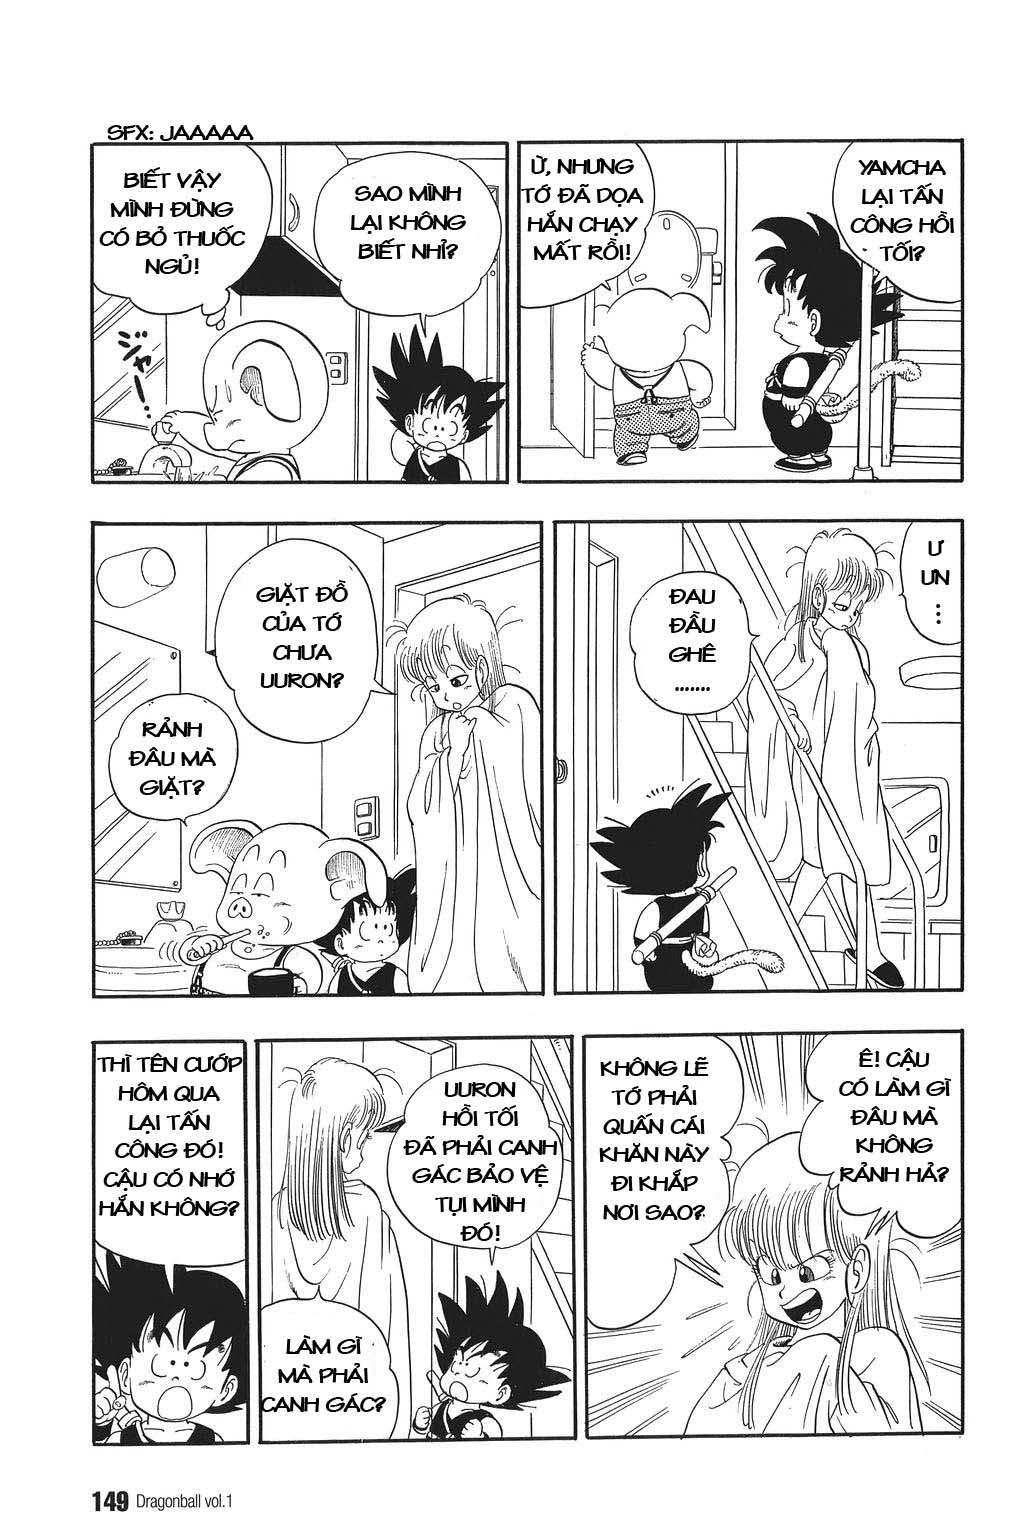 SFX: JAAAAA
YAMCHA
LẠI TẤN
CÔNG HỒI
TỐI?
Ừ, NHƯNG
TỚ ĐÃ DỌA
HẮN CHẠY
MẤT RỒI!
SAO MÌNH
LẠI KHÔNG
BIẾT NHỈ?
BIẾT VẬY
MÌNH ĐỪNG
CÓ BỎ THUỐC
NGỦ!
ジャーー…
Ư
ƯN
...
ĐAU
ĐẦU
GHÊ
.......
GIẶT ĐỒ
CỦA TỚ
CHƯA
UURON?
RẢNH
ĐÂU MÀ
GIẶT?
Ê! CẬU
CÓ LÀM GÌ
ĐÂU MÀ
KHÔNG
RẢNH HẢ?
KHÔNG LẼ
TỚ PHẢI
QUẤN CÁI
KHĂN NÀY
ĐI KHẮP
NƠI SAO?
UURON
HỒI TỐI
ĐÃ PHẢI CANH
GÁC BẢO VỆ
TỤI MÌNH
ĐÓ!
LÀM GÌ
MÀ PHẢI
CANH GÁC?
THÌ TÊN CƯỚP
HÔM QUA
LẠI TẤN
CÔNG ĐÓ!
CẬU CÓ NHỚ
HẮN KHÔNG?
149 Dragonball vol.1